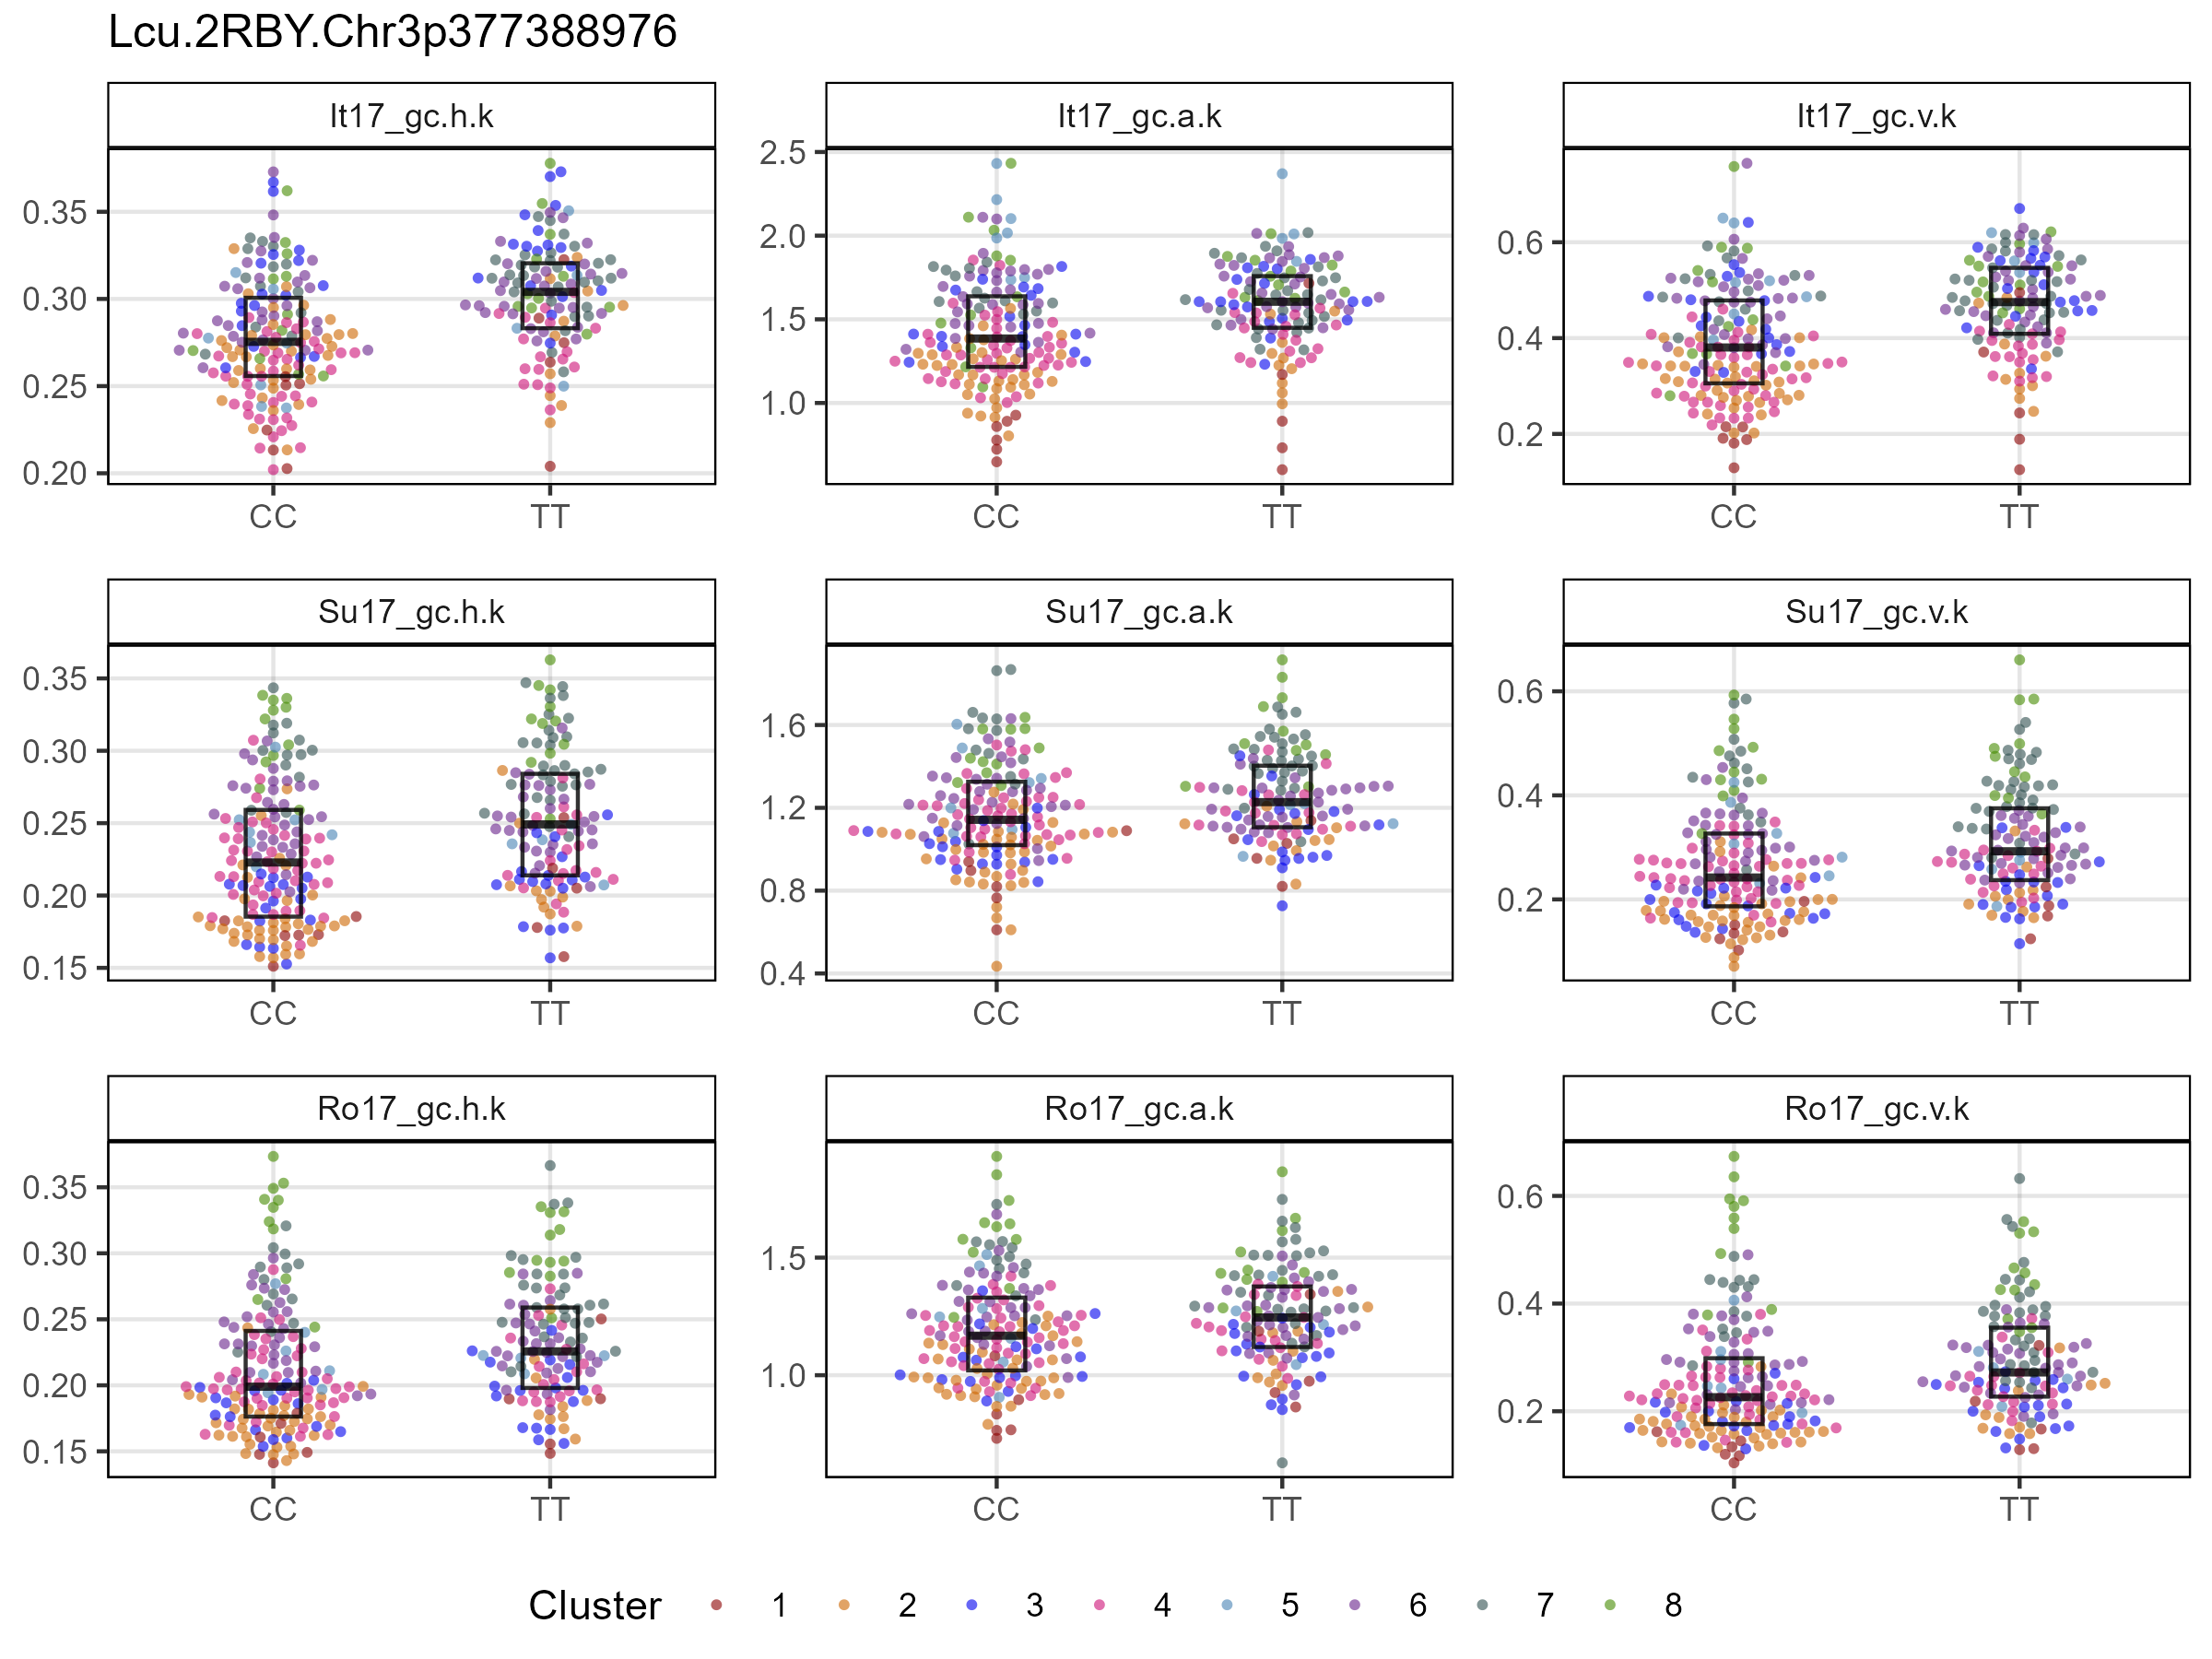 Lcu.2RBY.Chr3p377388976
It17_gc.h.k
It17_gc.a.k
It17_gc.v.k
0.35
0.30
0.25
0.20
2.5
2.0
1.5
1.0
0.6
0.4
0.2
CC TT
CC TT
CC TT
Su17_gc.h.k
Su17_gc.a.k
Su17_gc.v.k
0.35
0.30
0.25
0.20
0.15
1.6
1.2
0.8
0.4
0.6
0.4
0.2
CC TT
CC TT
CC TT
Ro17_gc.h.k
Ro17_gc.a.k
Ro17_gc.v.k
0.35
0.30
0.25
0.20
0.15
1.5
1.0
0.6
0.4
0.2
CC TT
CC TT
CC TT
Cluster 1 2 3 4 5 6 7 8